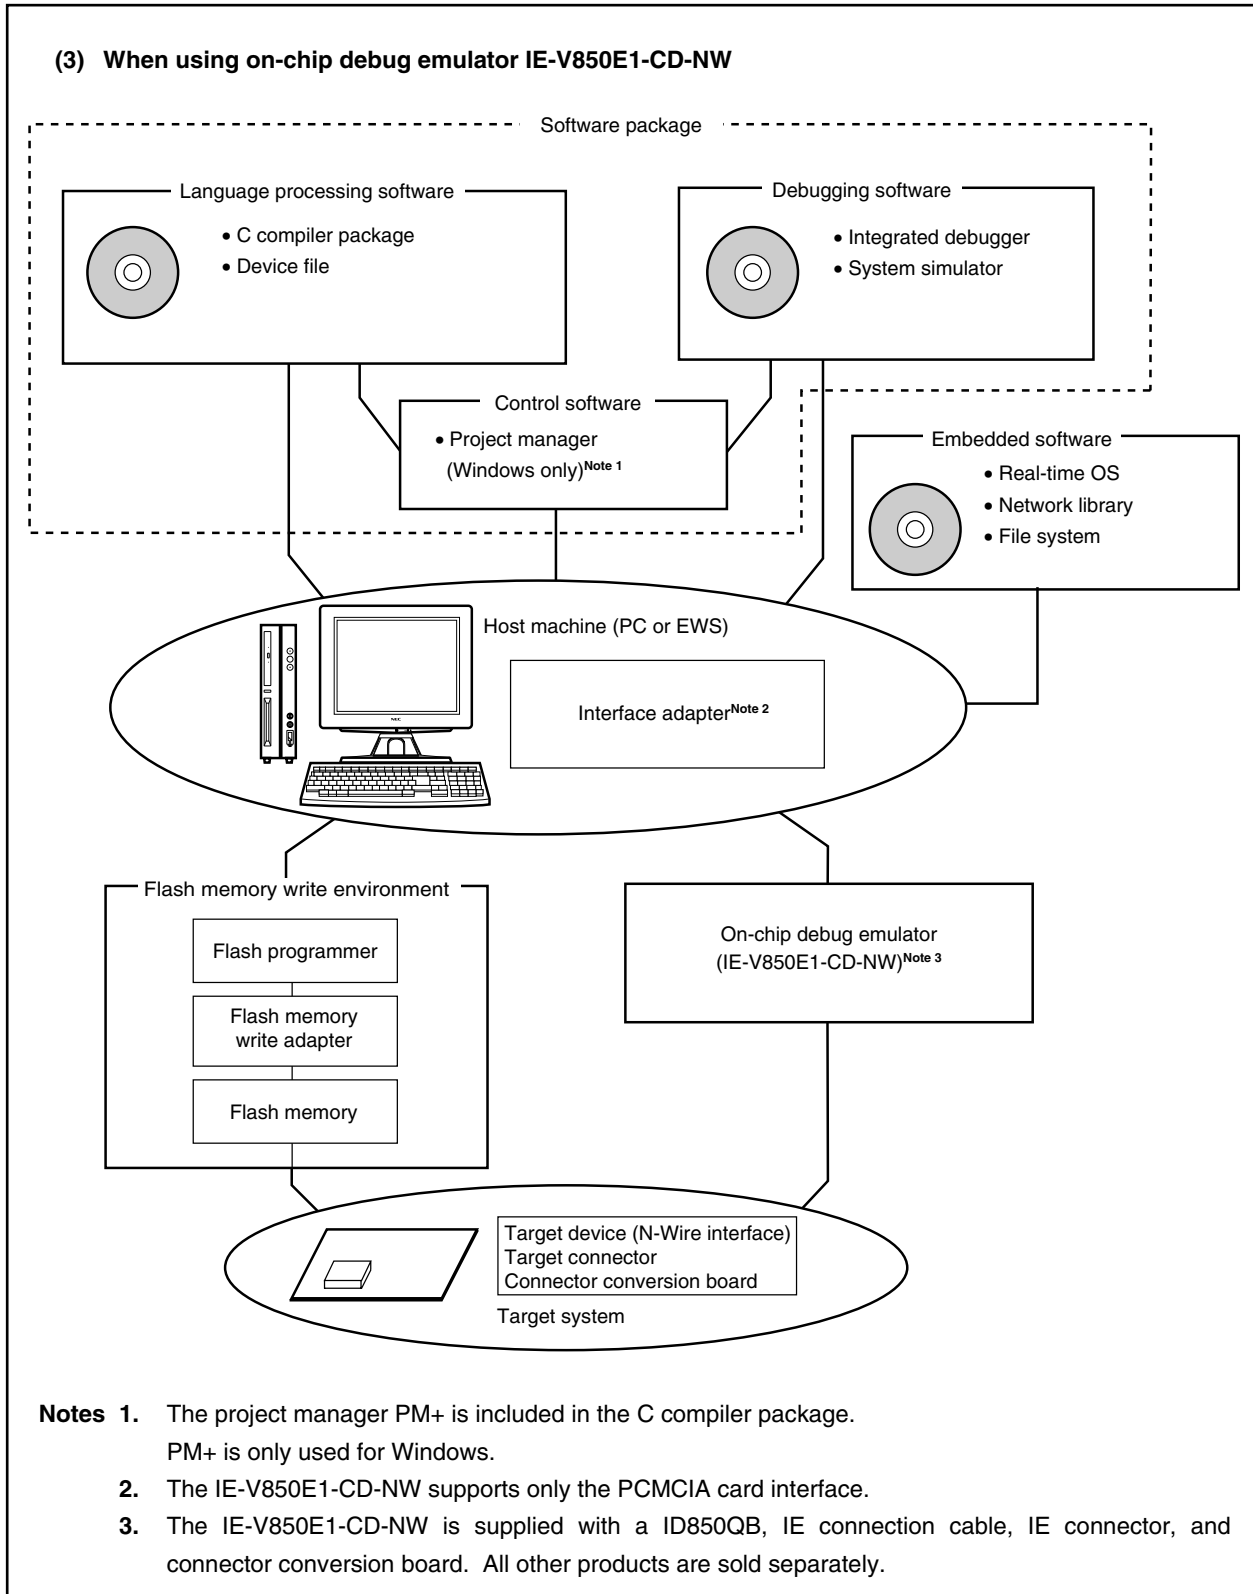 (3) When using on-chip debug emulator IE-V850E1-CD-NW
Software package
Language processing software
• C compiler package
• Device file
Debugging software
• Integrated debugger
• System simulator
Control software
• Project manager
(Windows only)Note 1
Embedded software
• Real-time OS
• Network library
• File system
Host machine (PC or EWS)
Interface adapterNote 2
NEC
Flash memory write environment
Flash programmer
Flash memory
write adapter
Flash memory
On-chip debug emulator
(IE-V850E1-CD-NW)Note 3
Target device (N-Wire interface)
Target connector
Connector conversion board
Target system
Notes 1. The project manager PM+ is included in the C compiler package.
PM+ is only used for Windows.
2. The IE-V850E1-CD-NW supports only the PCMCIA card interface.
3. The IE-V850E1-CD-NW is supplied with a ID850QB, IE connection cable, IE connector, and
connector conversion board. All other products are sold separately.